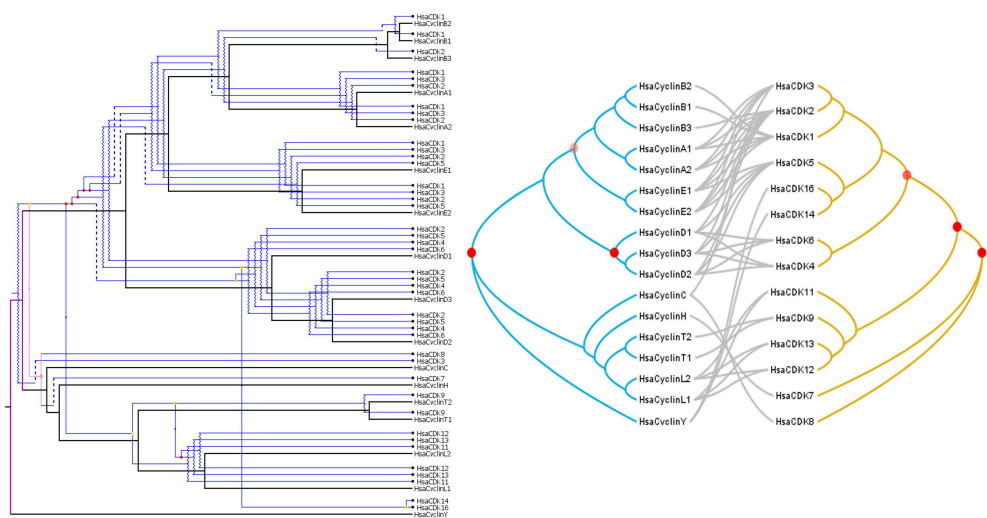 HsaCDK1
HsaCyclinB2
HsaCDK1
HsaCyclinB1
HsaCDK2
HsaCyclinB3
HsaCDK1
HsaCDK3
HsaCDK2
HsaCyclinA1
HsaCDK1
HsaCDK3
HsaCDK2
HsaCyclinA2
HsaCDK1
HsaCDK3
HsaCDK2
HsaCDK5
HsaCyclinE1
HsaCDK1
HsaCDK3
HsaCDK2
HsaCDK5
HsaCyclinE2
HsaCDK2
HsaCDK5
HsaCDK4
HsaCDK6
HsaCyclinD1
HsaCDK2
HsaCDK5
HsaCDK4
HsaCDK6
HsaCyclinD3
HsaCDK2
HsaCDK5
HsaCDK4
HsaCDK6
HsaCyclinD2
HsaCDK8
HsaCDK3
HsaCyclinC
HsaCDK7
HsaCyclinH
HsaCDK9
HsaCyclinT2
HsaCDK9
HsaCyclinT1
HsaCDK12
HsaCDK13
HsaCDK11
HsaCyclinL2
HsaCDK12
HsaCDK13
HsaCDK11
HsaCyclinL1
HsaCDK14
HsaCDK16
HsaCyclinY
HsaCyclinB2
HsaCyclinB1
HsaCyclinB3
HsaCyclinA1
HsaCyclinA2
HsaCyclinE1
HsaCyclinE2
HsaCyclinD1
HsaCyclinD3
HsaCyclinD2
HsaCyclinC
HsaCyclinH
HsaCyclinT2
HsaCyclinT1
HsaCyclinL2
HsaCyclinL1
HsaCyclinY
HsaCDK3
HsaCDK2
HsaCDK1
HsaCDK5
HsaCDK16
HsaCDK14
HsaCDK6
HsaCDK4
HsaCDK11
HsaCDK9
HsaCDK13
HsaCDK12
HsaCDK7
HsaCDK8